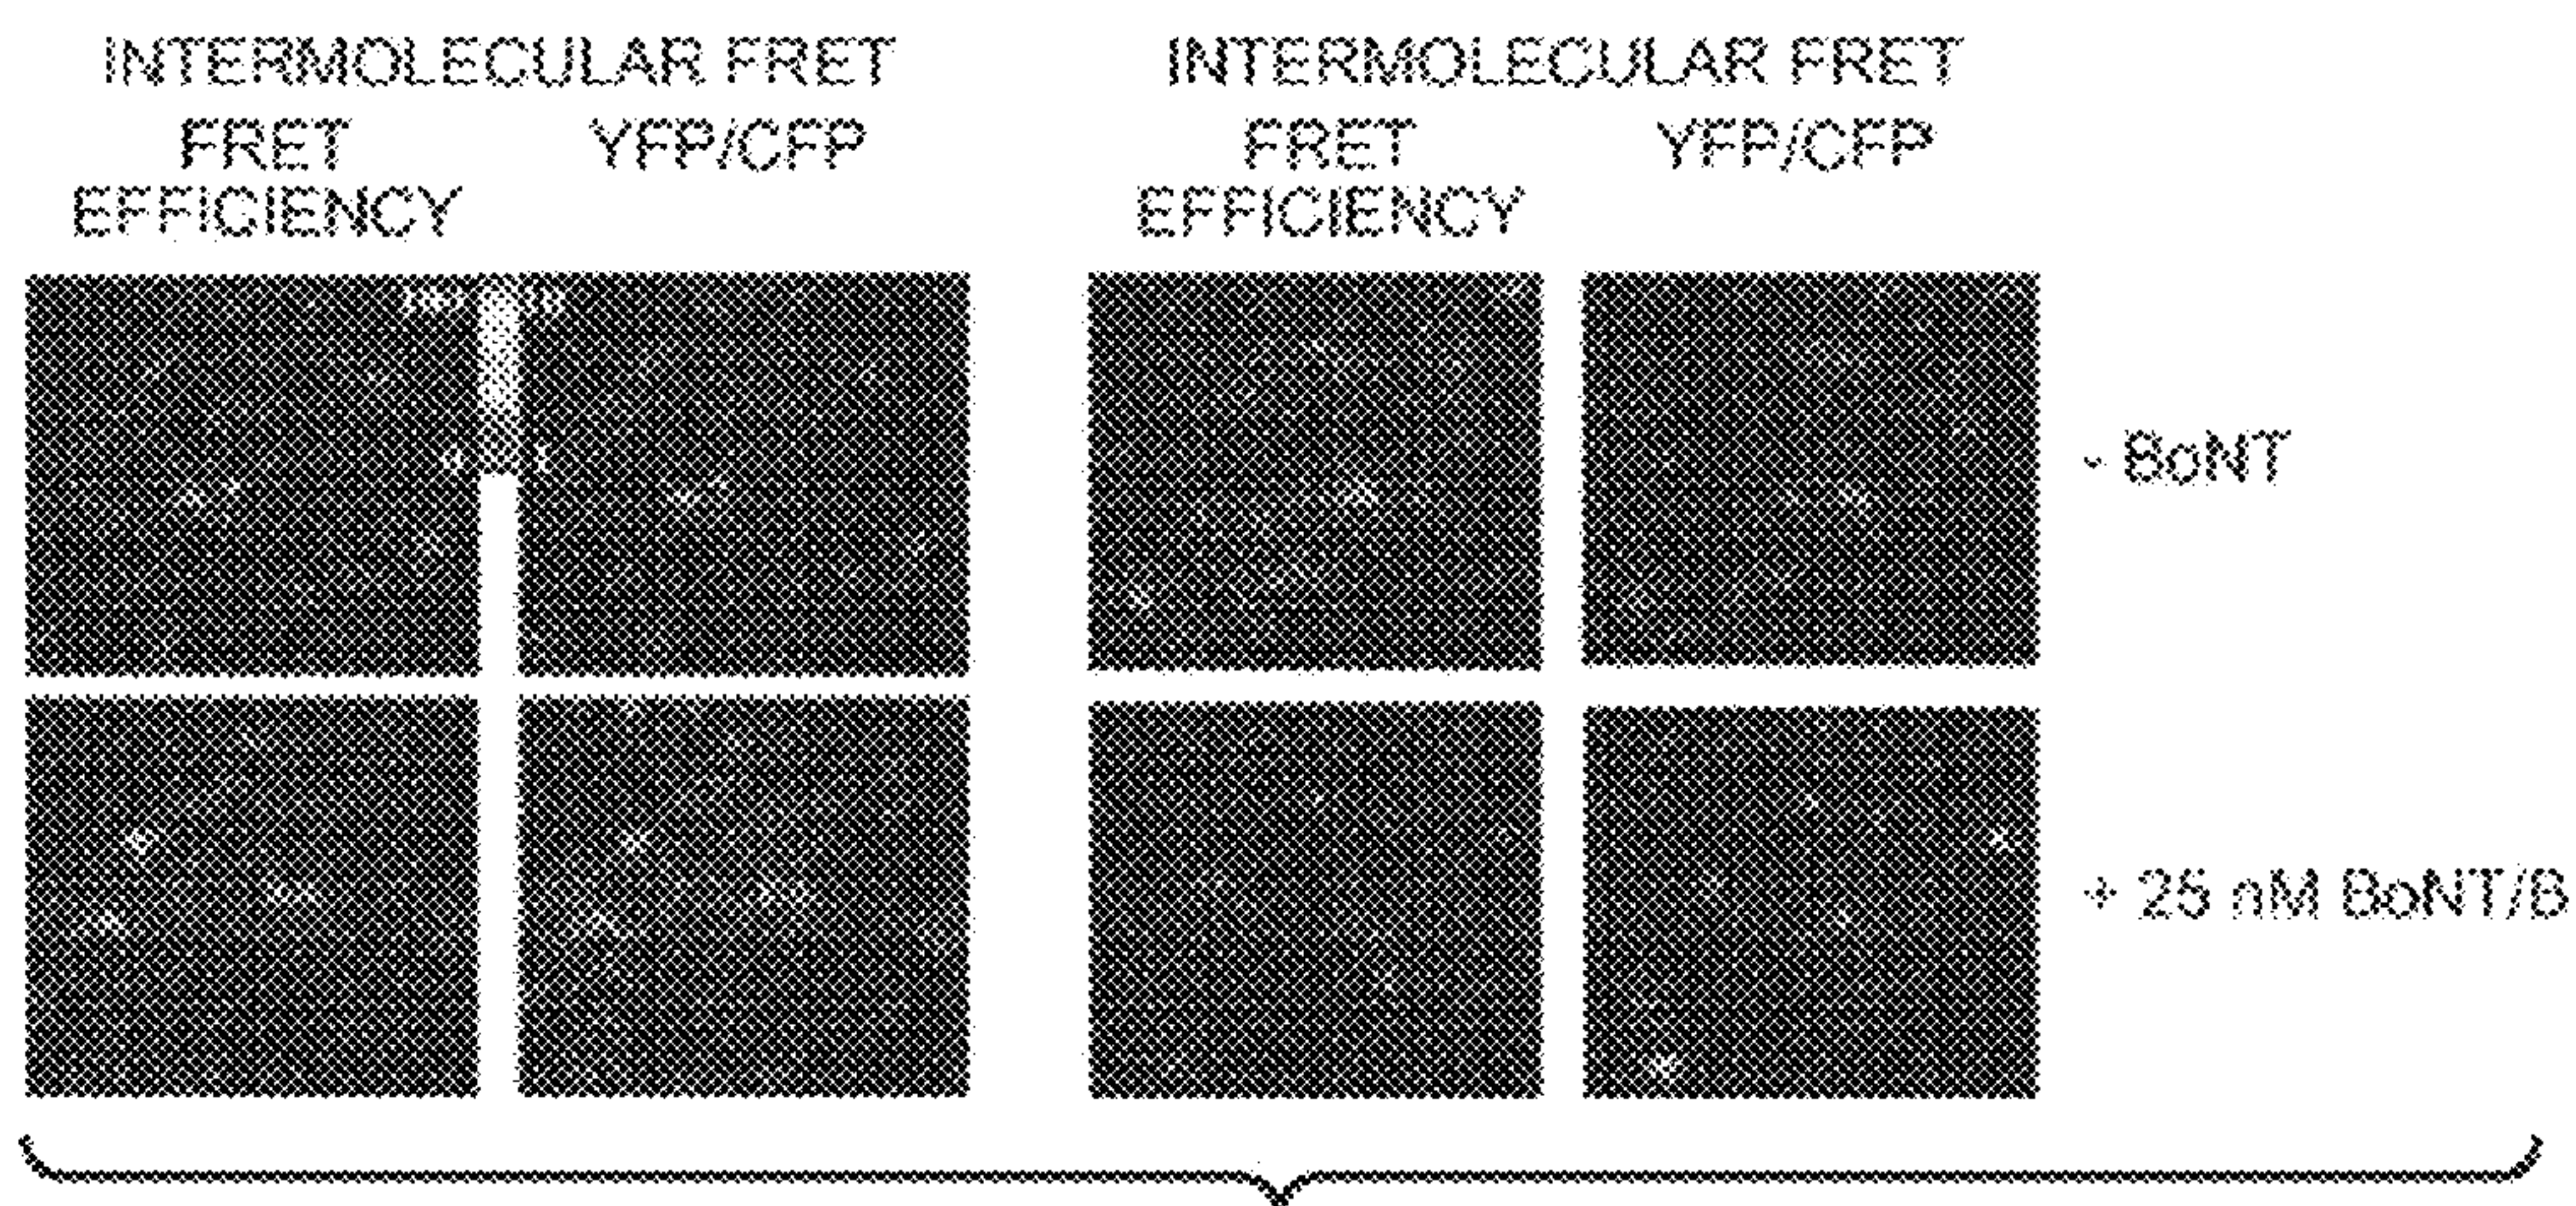 INTERMOLECULAR FRET
FRET EFFICIENCY
YFP/CFP
INTERMOLECULAR FRET
FRET EFFICIENCY
YFP/CFP
- BoNT
+ 25 nM BoNT/B